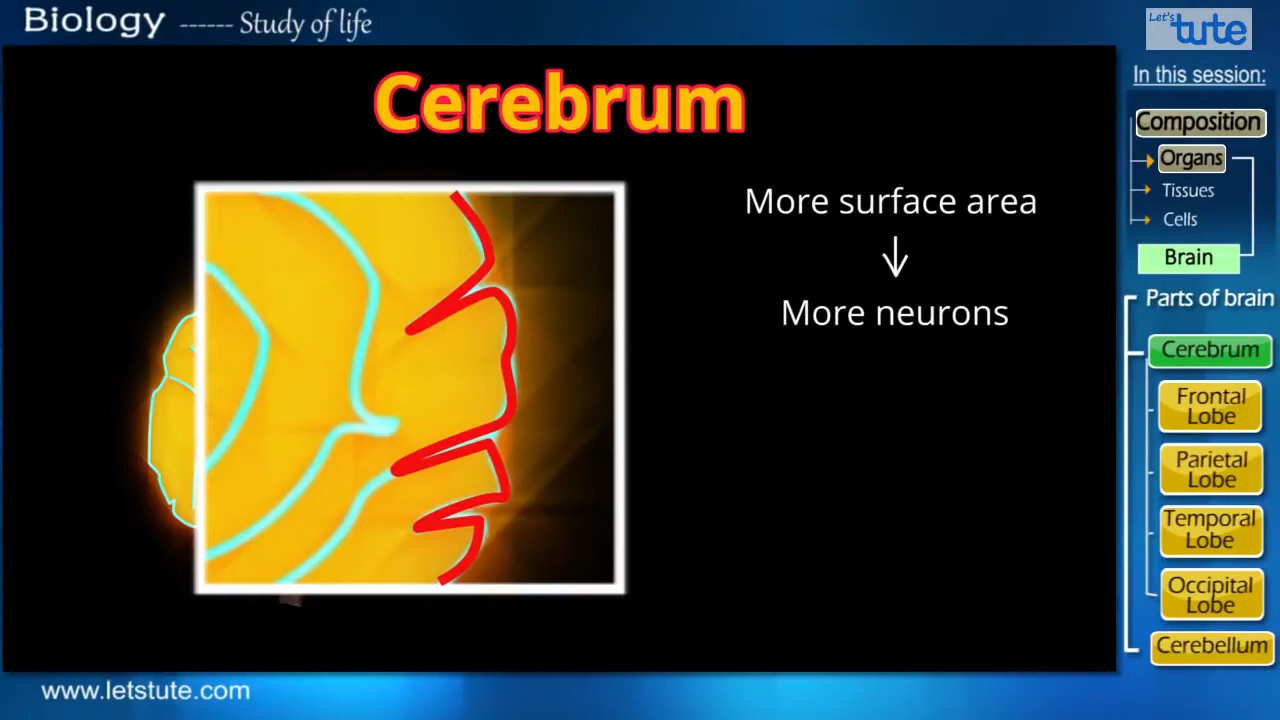 Biology ------ Study of life
Let's
tute
Cerebrum
More surface area
↓
More neurons
In this session:
Composition
Organs
Tissues
Cells
Brain
Parts of brain
Cerebrum
Frontal
Lobe
Parietal
Lobe
Temporal
Lobe
Occipital
Lobe
Cerebellum
www.letstute.com